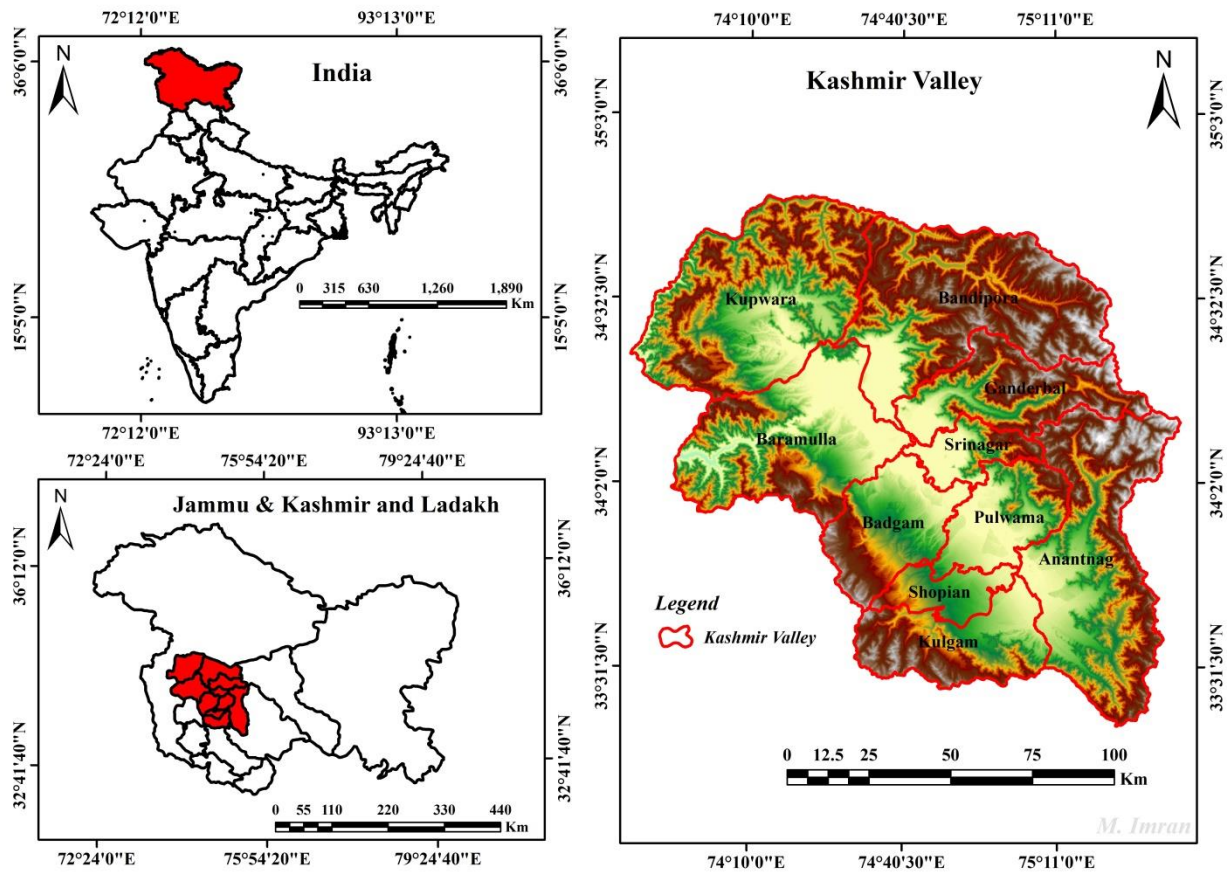 72°12'0"E 93°13'0"E
36°6'0"N
36°6'0"N
N
India
0 315 630 1,260 1,890
Km
15°5'0"N
15°5'0"N
72°12'0"E 93°13'0"E
72°24'0"E 75°54'20"E 79°24'40"E
N
Jammu & Kashmir and Ladakh
36°12'0"N
36°12'0"N
32°41'40"N
32°41'40"N
0 55 110 220 330 440
Km
72°24'0"E 75°54'20"E 79°24'40"E
74°10'0"E 74°40'30"E 75°11'0"E
Kashmir Valley
N
35°3'0"N
35°3'0"N
Kupwara
Bandipora
34°32'30"N
34°32'30"N
Ganderbal
Baramulla
Srinagar
34°2'0"N
34°2'0"N
Badgam
Pulwama
Anantnag
Shopian
Legend
Kashmir Valley
Kulgam
33°31'30"N
33°31'30"N
0 12.5 25 50 75 100
Km
M. Imran
74°10'0"E 74°40'30"E 75°11'0"E